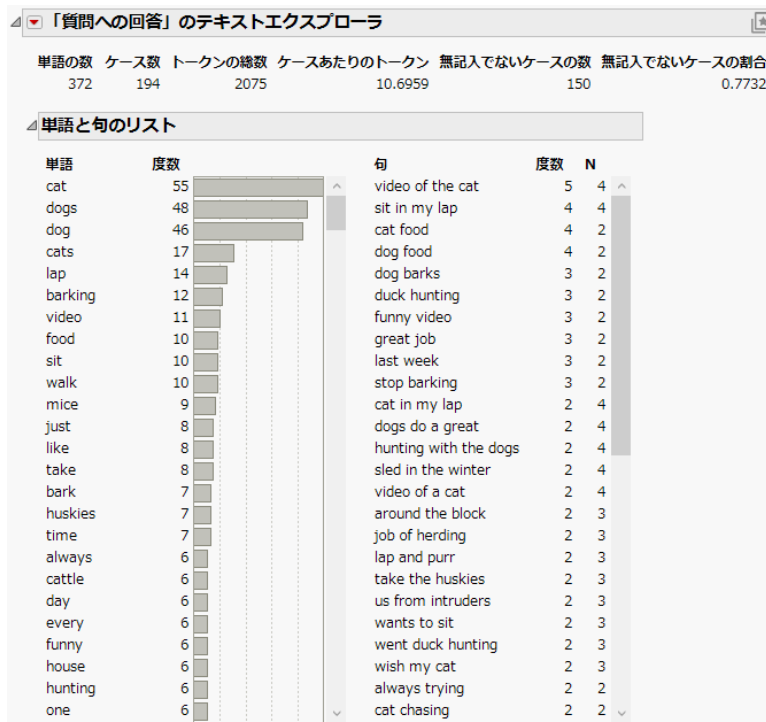 「質問への回答」のテキストエクスプローラ
単語の数 ケース数 トークンの総数 ケースあたりのトークン 無記入でないケースの数 無記入でないケースの割合
372 194 2075 10.6959 150 0.7732
単語と句のリスト
単語 度数 句 度数 N
cat 55 video of the cat 5 4
dogs 48 sit in my lap 4 4
dog 46 cat food 4 2
cats 17 dog food 4 2
lap 14 dog barks 3 2
barking 12 duck hunting 3 2
video 11 funny video 3 2
food 10 great job 3 2
sit 10 last week 3 2
walk 10 stop barking 3 2
mice 9 cat in my lap 2 4
just 8 dogs do a great 2 4
like 8 hunting with the dogs 2 4
take 8 sled in the winter 2 4
bark 7 video of a cat 2 4
huskies 7 around the block 2 3
time 7 job of herding 2 3
always 6 lap and purr 2 3
cattle 6 take the huskies 2 3
day 6 us from intruders 2 3
every 6 wants to sit 2 3
funny 6 went duck hunting 2 3
house 6 wish my cat 2 3
hunting 6 always trying 2 2
one 6 cat chasing 2 2